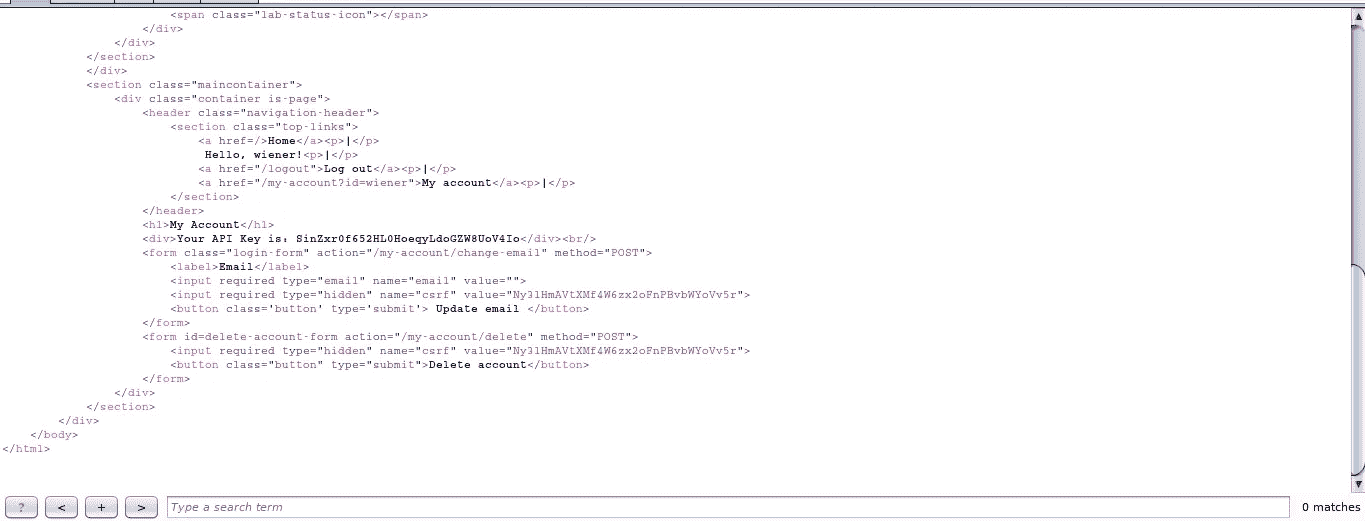 <span class="lab-status-icon"></span>
</div>
</div>
</section>
</div>
<section class="maincontainer">
<div class="container is-page">
<header class="navigation-header">
<section class="top-links">
<a href=/>Home</a><p>|</p>
Hello, wiener!<p>|</p>
<a href="/logout">Log out</a><p>|</p>
<a href="/my-account?id=wiener">My account</a><p>|</p>
</section>
</header>
<h1>My Account</h1>
<div>Your API Key is: SinZxr0f652HL0HoeqyLdoGZW8UoV4Io</div><br/>
<form class="login-form" action="/my-account/change-email" method="POST">
<label>Email</label>
<input required type="email" name="email" value="">
<input required type="hidden" name="csrf" value="Ny3lHmAVtXMf4W6zx2oFnPBvbWYoVv5r">
<button class='button' type='submit'> Update email </button>
</form>
<form id=delete-account-form action="/my-account/delete" method="POST">
<input required type="hidden" name="csrf" value="Ny3lHmAVtXMf4W6zx2oFnPBvbWYoVv5r">
<button class="button" type="submit">Delete account</button>
</form>
</div>
</section>
</div>
</body>
</html>
? < + > Type a search term 0 matches